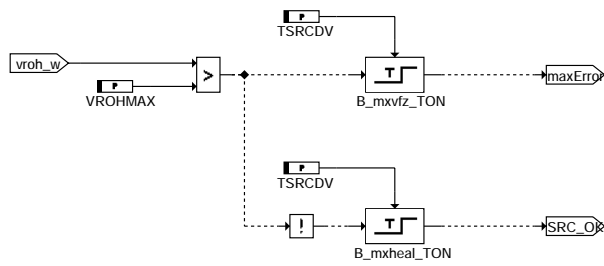 P
TSRCDV
vroh_w
P
VROHMAX
>
T
B_mxvfz_TON
maxError
P
TSRCDV
!
T
B_mxheal_TON
SRC_OK